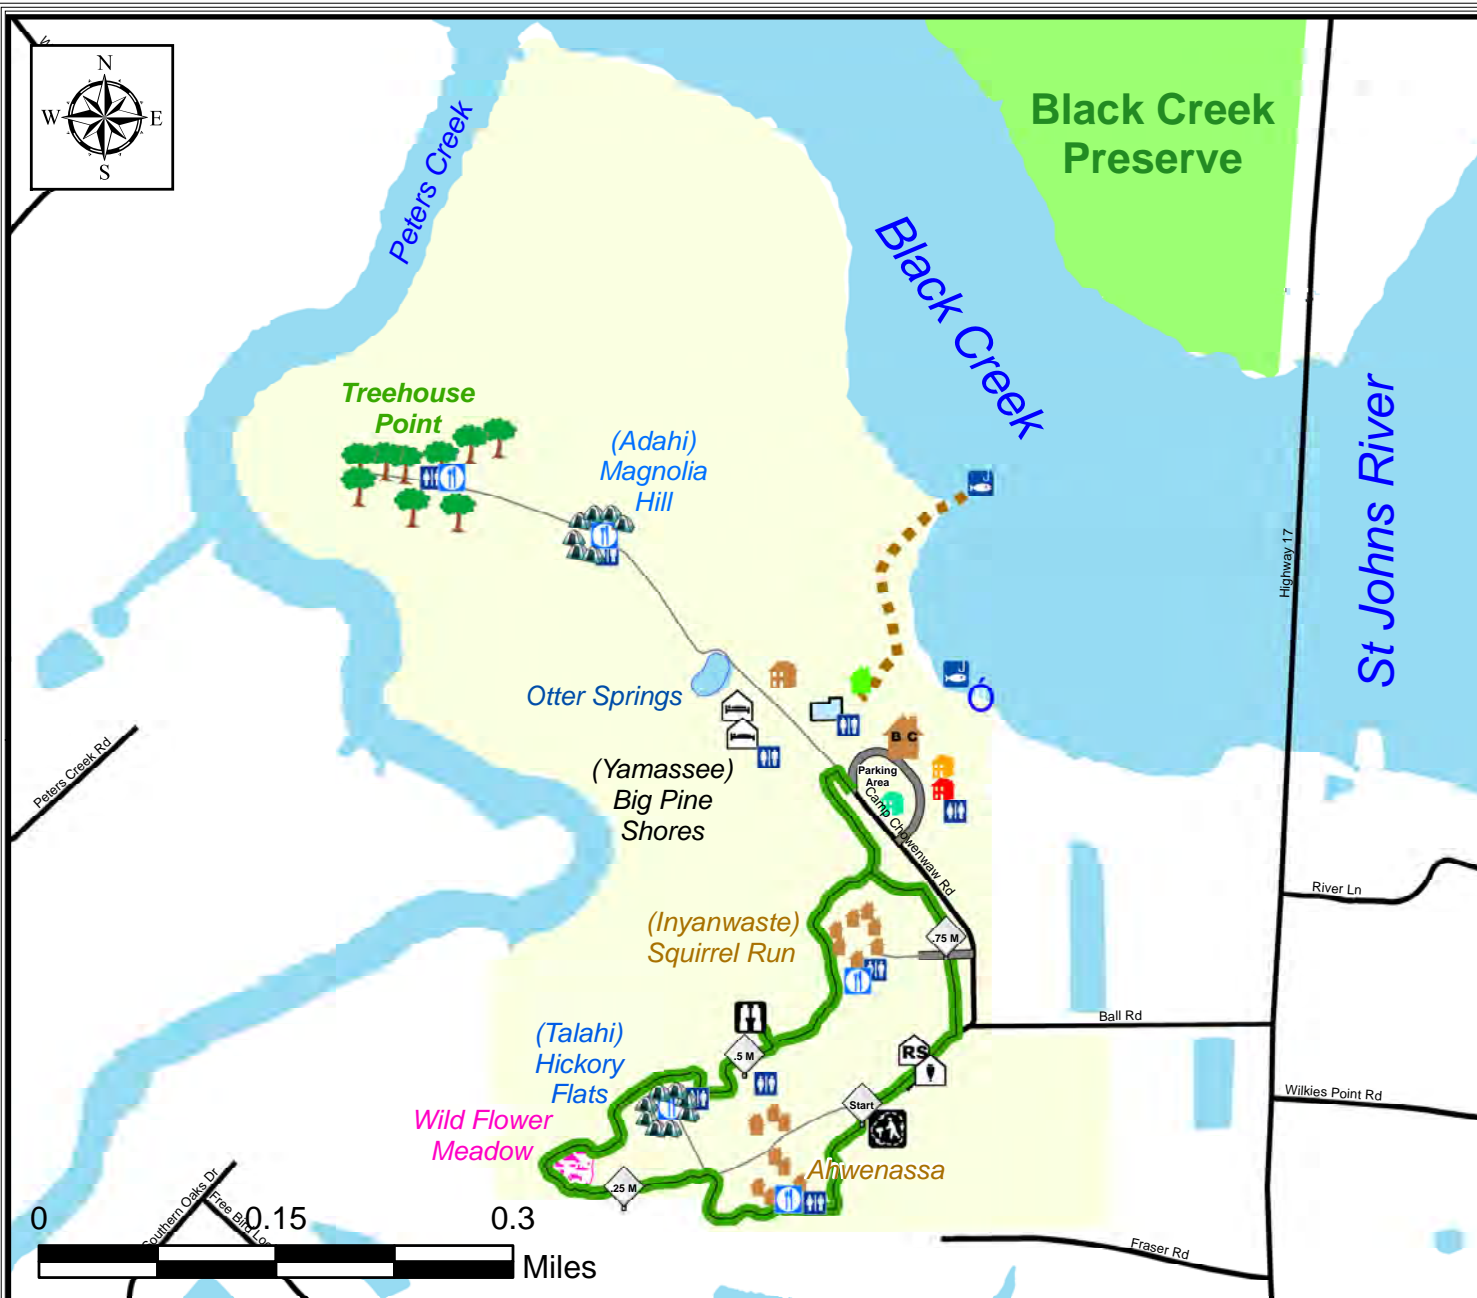 N
W
E
S
Peters Creek
Black Creek
Preserve
Black Creek
St Johns River
Highway 17
Treehouse
Point
(Adahi)
Magnolia
Hill
Otter Springs
(Yamassee)
Big Pine
Shores
B C
Parking
Area
Camp Chowenwaw Rd
Peters Creek Rd
River Ln
(Inyanwaste)
Squirrel Run
.75 M
Ball Rd
(Talahi)
Hickory
Flats
.5 M
RS
Wilkies Point Rd
Start
Wild Flower
Meadow
Ahwenassa
.25 M
Southern Oaks Dr
Free Bird
Fraser Rd
0
0.15
0.3
Miles